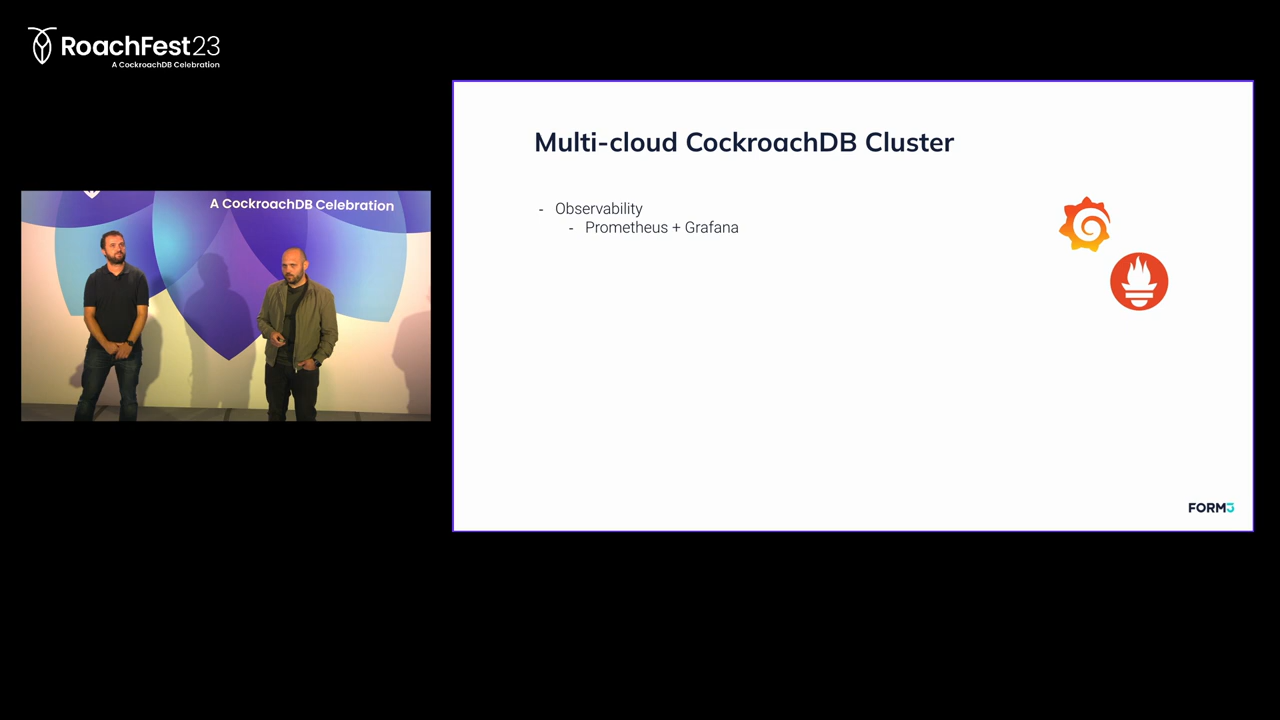 RoachFest23
A CockroachDB Celebration
A CockroachDB Celebration
Multi-cloud CockroachDB Cluster
- Observability
- Prometheus + Grafana
FORM3